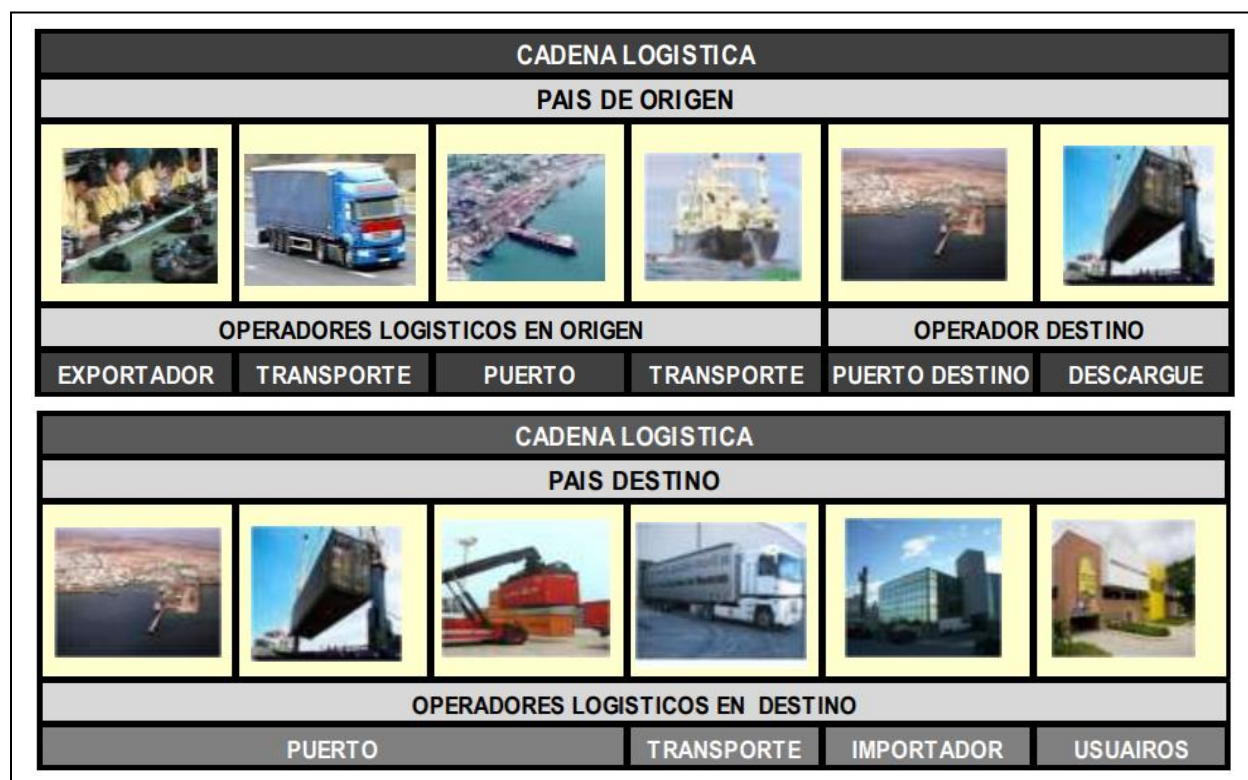 CADENA LOGISTICA
PAIS DE ORIGEN
OPERADORES LOGISTICOS EN ORIGEN OPERADOR DESTINO
EXPORTADOR TRANSPORTE PUERTO TRANSPORTE PUERTO DESTINO DESCARGUE
CADENA LOGISTICA
PAIS DESTINO
OPERADORES LOGISTICOS EN DESTINO
PUERTO TRANSPORTE IMPORTADOR USUAIROS